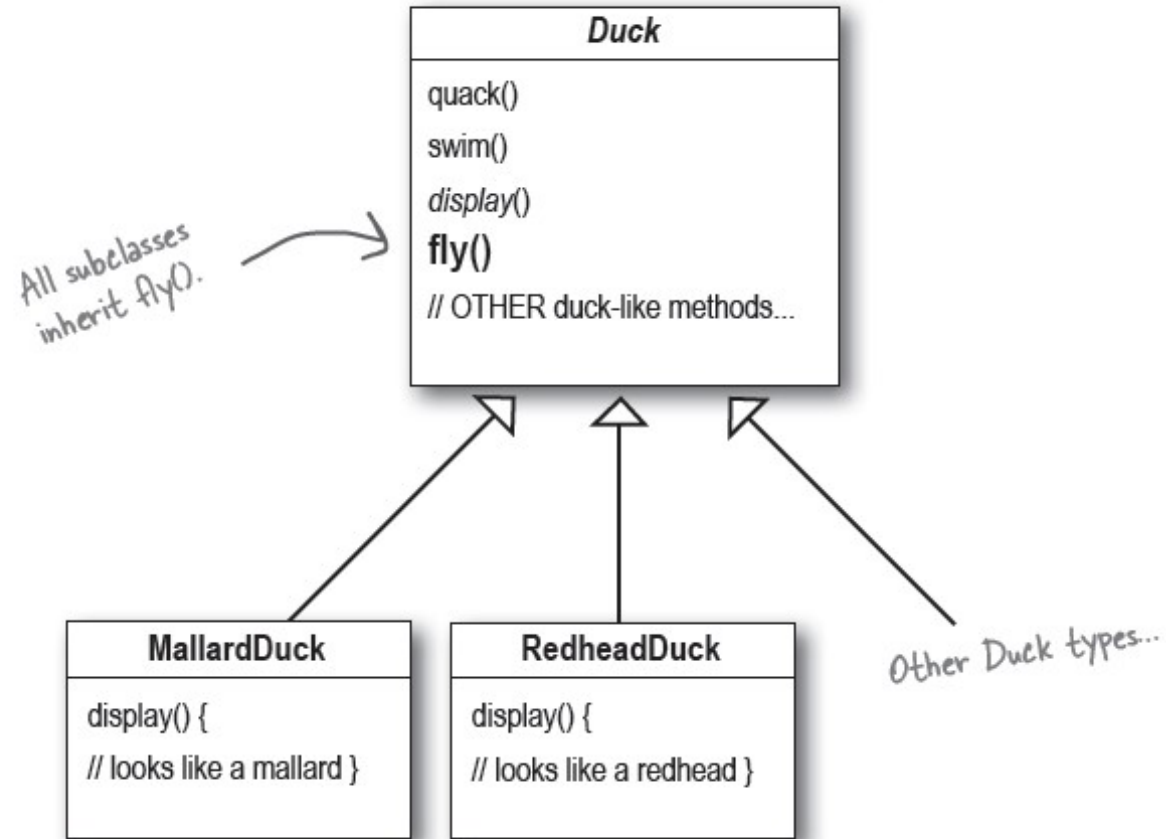 Duck
quack()
swim()
display()
fly()
// OTHER duck-like methods...
All subclasses
inherit fly().
MallardDuck
display() {
// looks like a mallard }
RedheadDuck
display() {
// looks like a redhead }
Other Duck types...